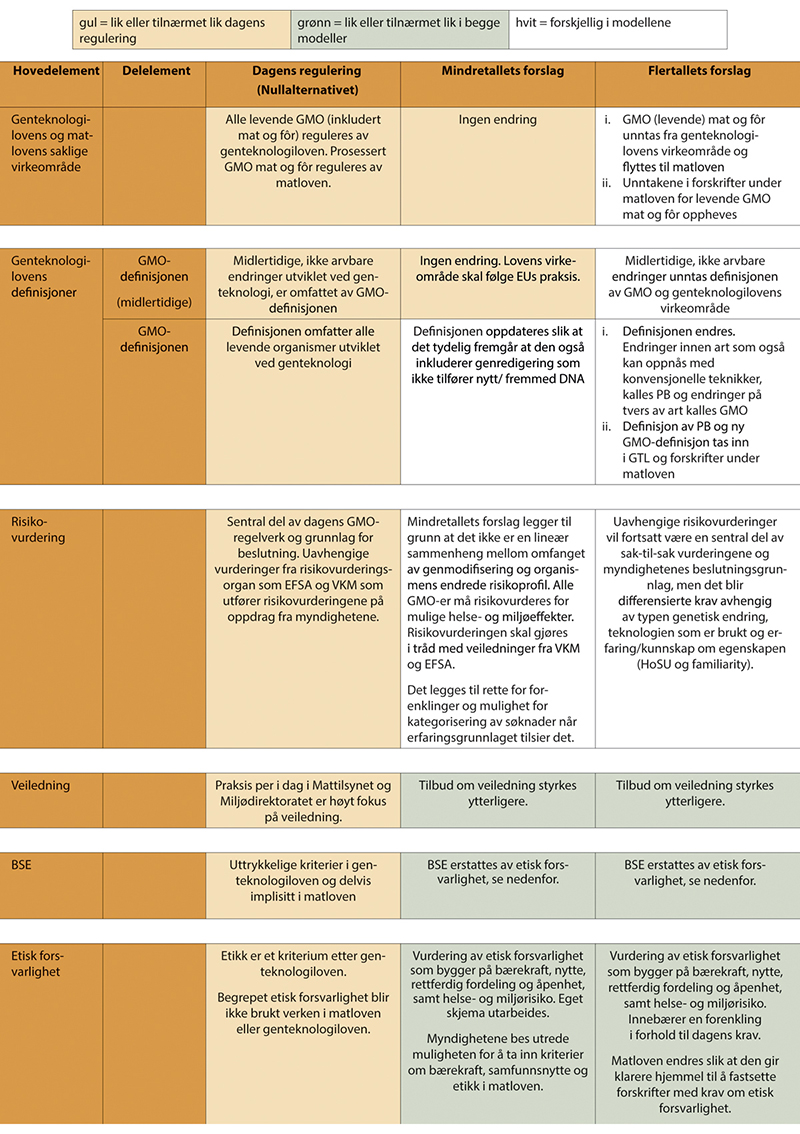 gul = lik eller tilnærmet lik dagens
regulering
grønn = lik eller tilnærmet lik i begge
modeller
hvit = forskjellig i modellene
Hovedelement
Delelement
Dagens regulering
(Nullalternativet)
Mindretallets forslag
Flertallets forslag
Genteknologi-
lovens og mat-
lovens saklige
virkeområde
Alle levende GMO (inkludert
mat og fôr) reguleres av
genteknologiloven. Prosessert
GMO mat og fôr reguleres av
matloven.
Ingen endring
i. GMO (levende) mat og fôr
unntas fra genteknologi-
lovens virkeområde og
flyttes til matloven
ii. Unntakene i forskrifter under
matloven for levende GMO
mat og fôr oppheves
Genteknologi-
lovens
definisjoner
GMO-
definisjonen
(midlertidige)
Midlertidige, ikke arvbare
endringer utviklet ved gen-
teknologi, er omfattet av GMO-
definisjonen
Ingen endring. Lovens virke-
område skal følge EUs praksis.
Midlertidige, ikke arvbare
endringer unntas definisjonen
av GMO og genteknologilovens
virkeområde
GMO-
definisjonen
Definisjonen omfatter alle
levende organismer utviklet
ved genteknologi
Definisjonen oppdateres slik at
det tydelig fremgår at den også
inkluderer genredigering som
ikke tilfører nytt/ fremmed DNA
i. Definisjonen endres.
Endringer innen art som også
kan oppnås med
konvensjonelle teknikker,
kalles PB og endringer på
tvers av art kalles GMO
ii. Definisjon av PB og ny
GMO-definisjon tas inn
i GTL og forskrifter under
matloven
Risiko-
vurdering
Sentral del av dagens GMO-
regelverk og grunnlag for
beslutning. Uavhengige
vurderinger fra risikovurderings-
organ som EFSA og VKM som
utfører risikovurderingene på
oppdrag fra myndighetene.
Mindretallets forslag legger til
grunn at det ikke er en lineær
sammenheng mellom omfanget
av genmodifisering og organis-
mens endrede risikoprofil. Alle
GMO-er må risikovurderes for
mulige helse- og miljøeffekter.
Risikovurderingen skal gjøres
i tråd med veiledninger fra VKM
og EFSA.
Det legges til rette for for-
enklinger og mulighet for
kategorisering av søknader når
erfaringsgrunnlaget tilsier det.
Uavhengige risikovurderinger
vil fortsatt være en sentral del av
sak-til-sak vurderingene og
myndighetenes beslutningsgrun-
nlag, men det blir
differensierte krav avhengig
av typen genetisk endring,
teknologien som er brukt og er-
faring/kunnskap om egenskapen
(HoSU og familiarity).
Veiledning
Praksis per i dag i Mattilsynet og
Miljødirektoratet er høyt fokus
på veiledning.
Tilbud om veiledning styrkes
ytterligere.
Tilbud om veiledning styrkes
ytterligere.
BSE
Uttrykkelige kriterier i gen-
teknologiloven og delvis
implisitt i matloven
BSE erstattes av etisk fors-
varlighet, se nedenfor.
BSE erstattes av etisk fors-
varlighet, se nedenfor.
Etisk fors-
varlighet
Etikk er et kriterium etter gen-
teknologiloven.
Begrepet etisk forsvarlighet blir
ikke brukt verken i matloven
eller genteknologiloven.
Vurdering av etisk forsvarlighet
som bygger på bærekraft, nytte,
rettferdig fordeling og åpenhet,
samt helse- og miljørisiko. Eget
skjema utarbeides.
Myndighetene bes utrede
muligheten for å ta inn kriterier
om bærekraft, samfunnsnytte og
etikk i matloven.
Vurdering av etisk forsvarlighet
som bygger på bærekraft, nytte,
rettferdig fordeling og åpenhet,
samt helse- og miljørisiko.
Innebærer en forenkling
i forhold til dagens krav.
Matloven endres slik at den gir
klarere hjemmel til å fastsette
forskrifter med krav om etisk
forsvarlighet.